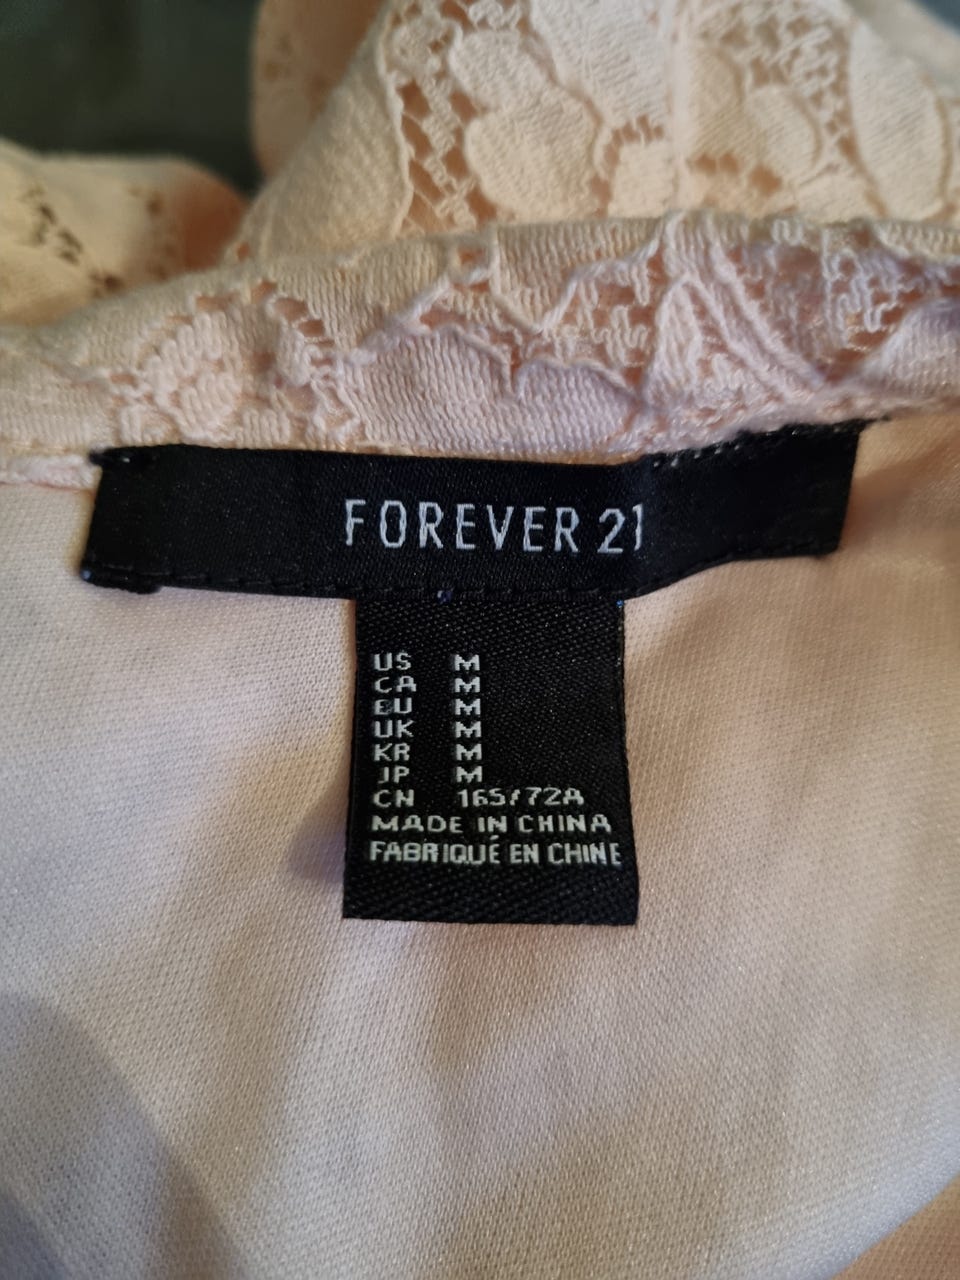 FOREVER 21
US M
CA M
EU M
UK M
KR M
JP M
CN 165/72A
MADE IN CHINA
FABRIQUÉ EN CHINE